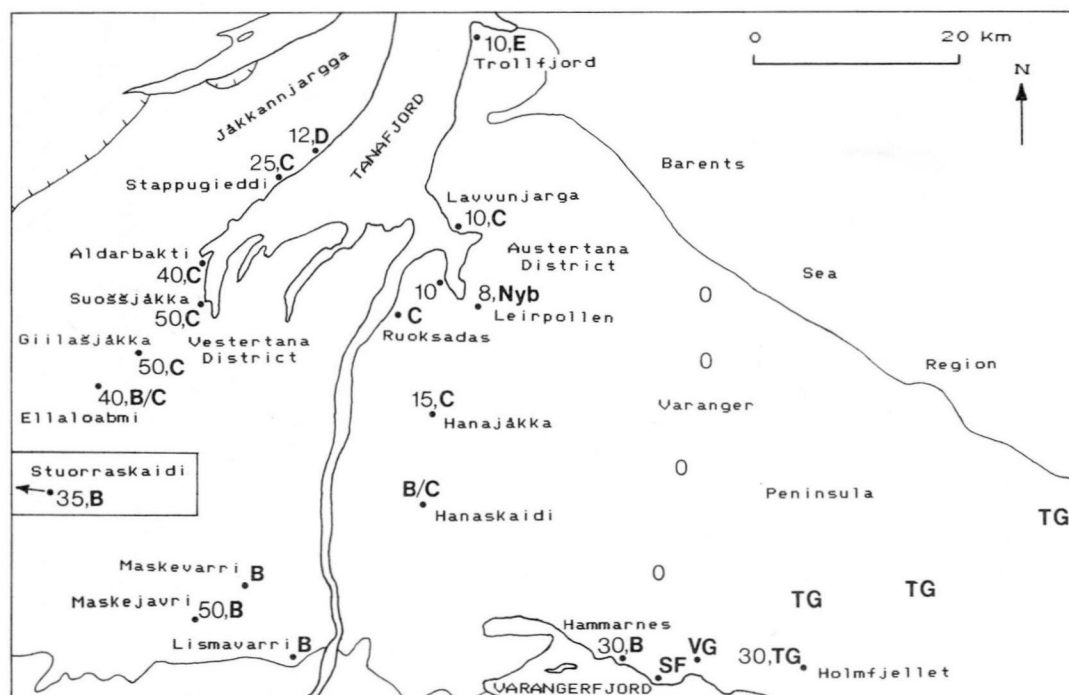 10,E
Trollfjord
0 20 km
N
Jåkkannjargga
12,D
TANAFJORD
25,C
Stappugieddi
Barents
Lavvunjarga
10,C
Austertana
District
Aldarbakti
40,C
Sea
Suoššjåkka
50,C
10
8,Nyb
Leirpollen
0
C
Ruoksadas
Giilašjåkka
Vestertana
District
50,C
Region
0
40,B/C
Ellaloabmi
15,C
Hanajåkka
Varanger
Stuorraskaidi
35,B
0
B/C
Hanaskaidi
Peninsula
TG
Maskevarri
B
0
TG
TG
Maskejavri
50,B
Hammarnes
Lismavarri
B
30,B
VG
SF
30,TG
Holmfjellet
VARANGERFJORD